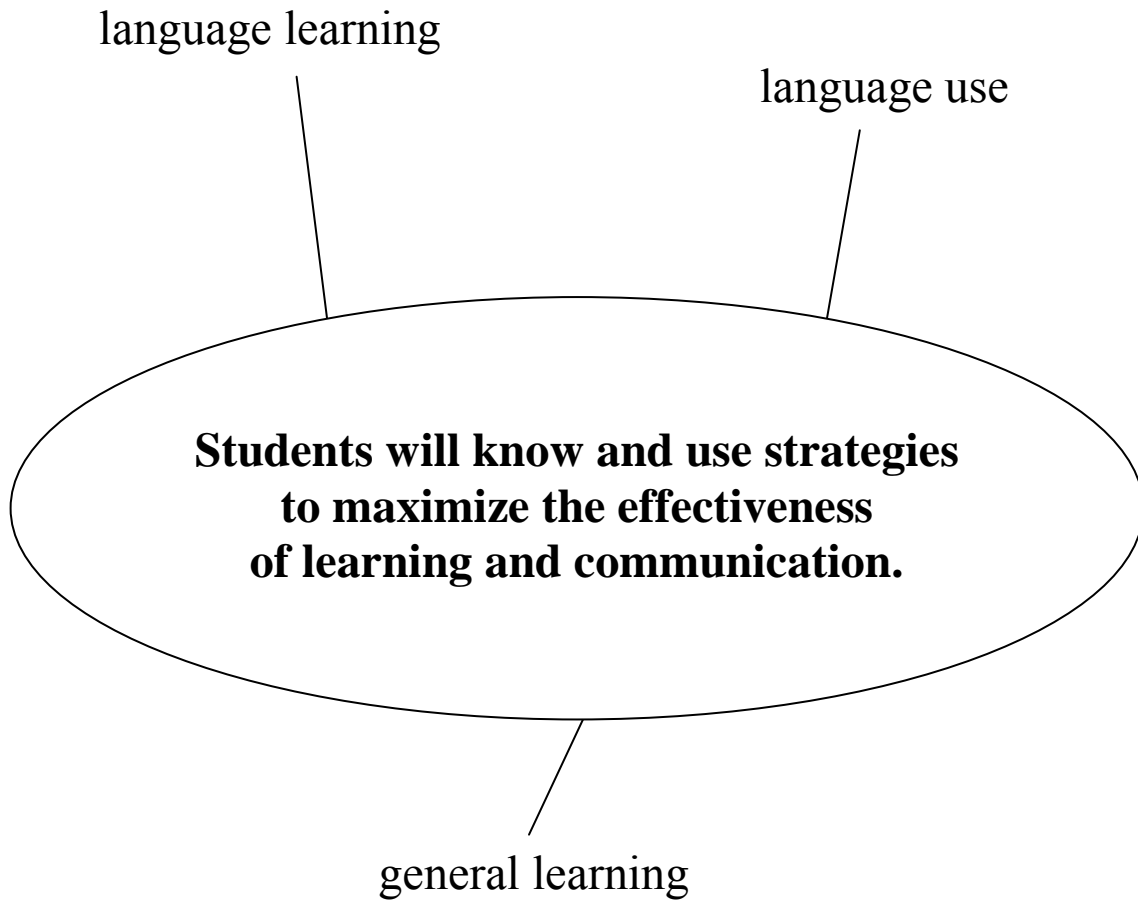 language learning
language use
Students will know and use strategies
to maximize the effectiveness
of learning and communication.
general learning